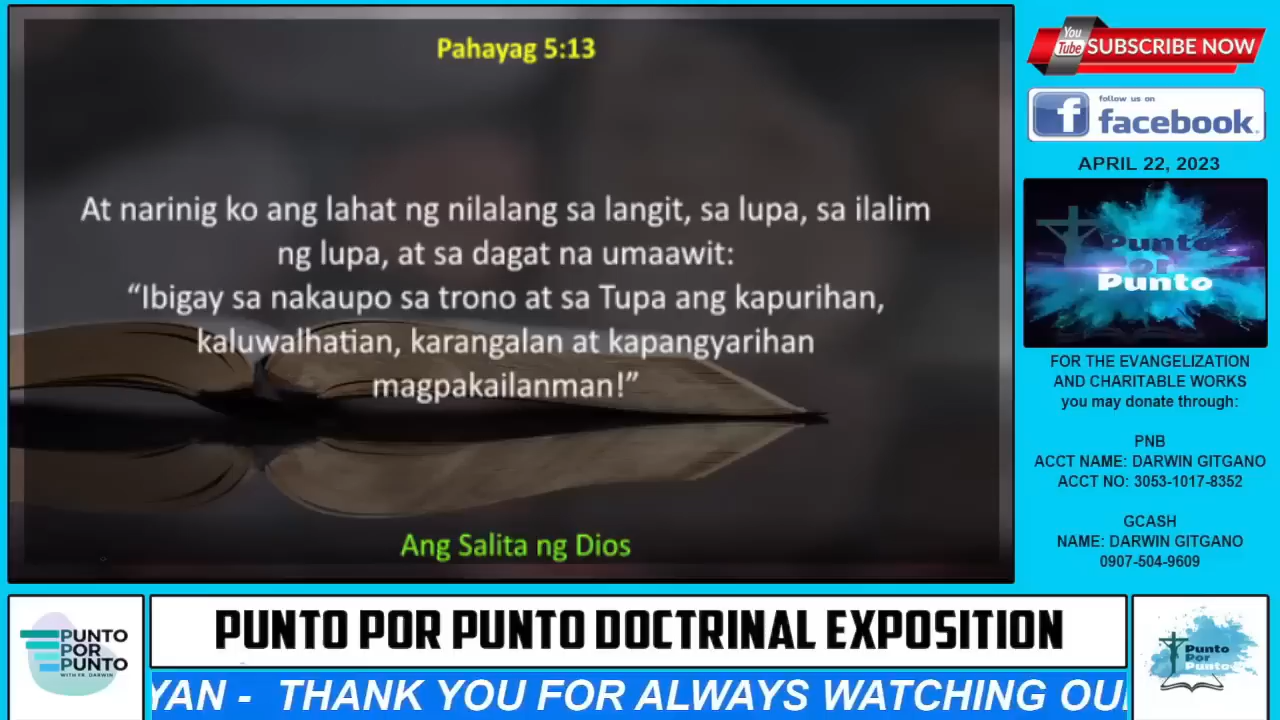 Pahayag 5:13
At narinig ko ang lahat ng nilalang sa langit, sa lupa, sa ilalim
ng lupa, at sa dagat na umaawit:
“Ibigay sa nakaupo sa trono at sa Tupa ang kapurihan,
kaluwalhatian, karangalan at kapangyarihan
magpakailanman!”
Ang Salita ng Dios
You
Tube SUBSCRIBE NOW
follow us on
facebook.
APRIL 22, 2023
Punto
Por
Punto
FOR THE EVANGELIZATION
AND CHARITABLE WORKS
you may donate through:
PNB
ACCT NAME: DARWIN GITGANO
ACCT NO: 3053-1017-8352
GCASH
NAME: DARWIN GITGANO
0907-504-9609
PUNTO
POR
PUNTO
WITH FR. DARWIN
PUNTO POR PUNTO DOCTRINAL EXPOSITION
YAN - THANK YOU FOR ALWAYS WATCHING OU
Punto
Por
Punto